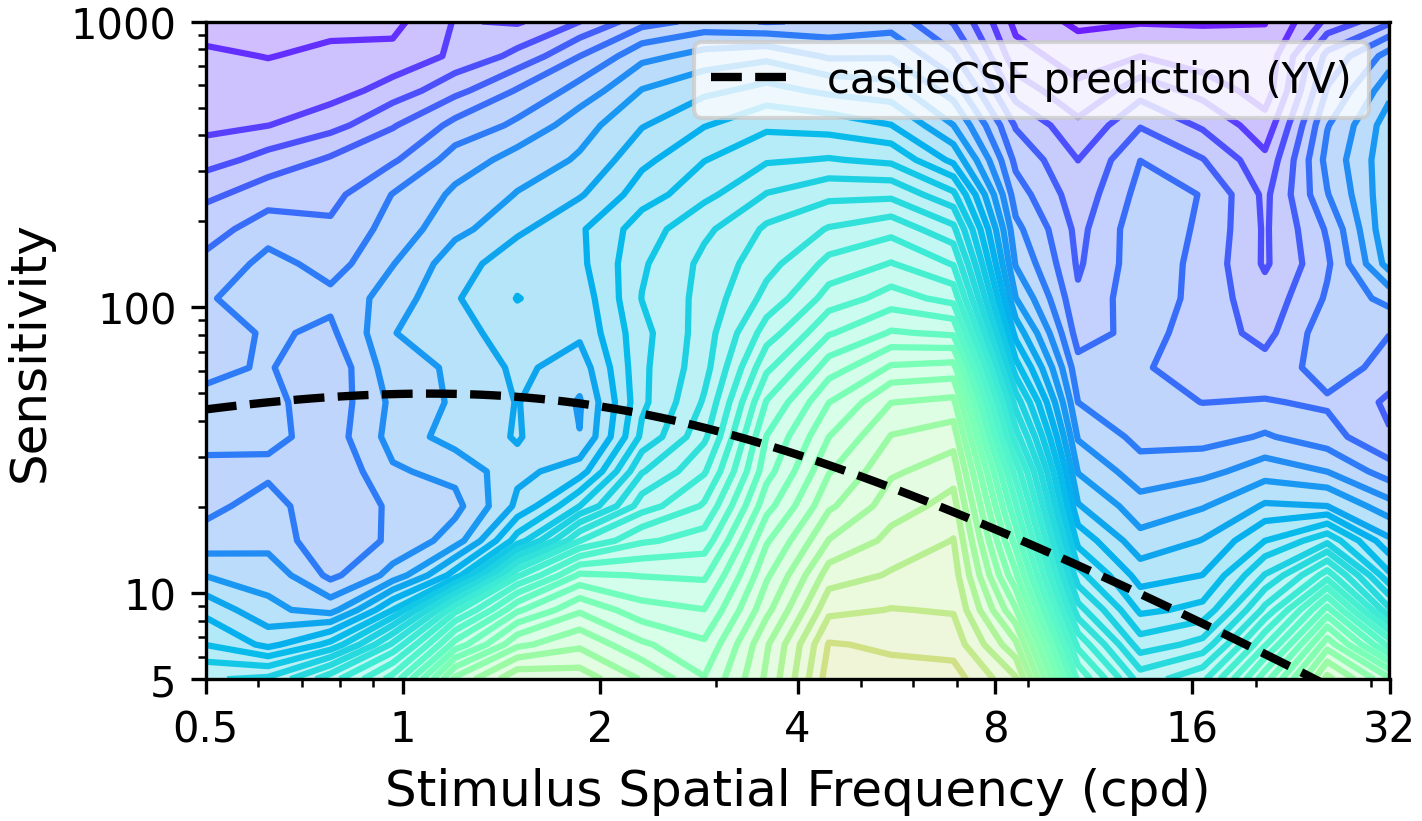 castleCSF prediction (YV)
Sensitivity
1000
100
10
5
0.5 1 2 4 8 16 32
Stimulus Spatial Frequency (cpd)